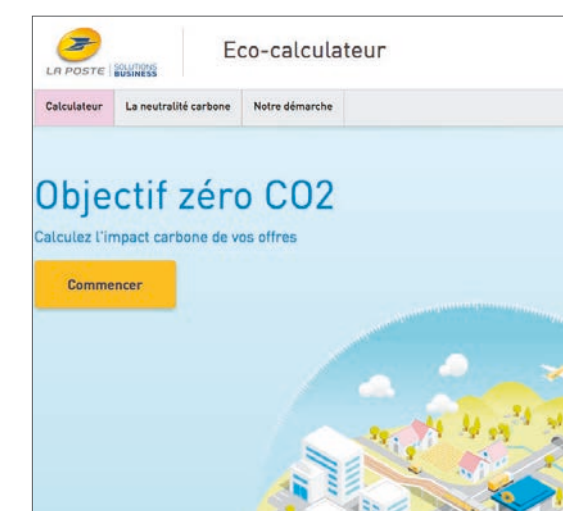 Eco-calculateur
LA POSTE
SOLUTIONS
BUSINESS
Calculateur La neutralité carbone Notre démarche
Objectif zéro CO2
Calculez l'impact carbone de vos offres
Commencer